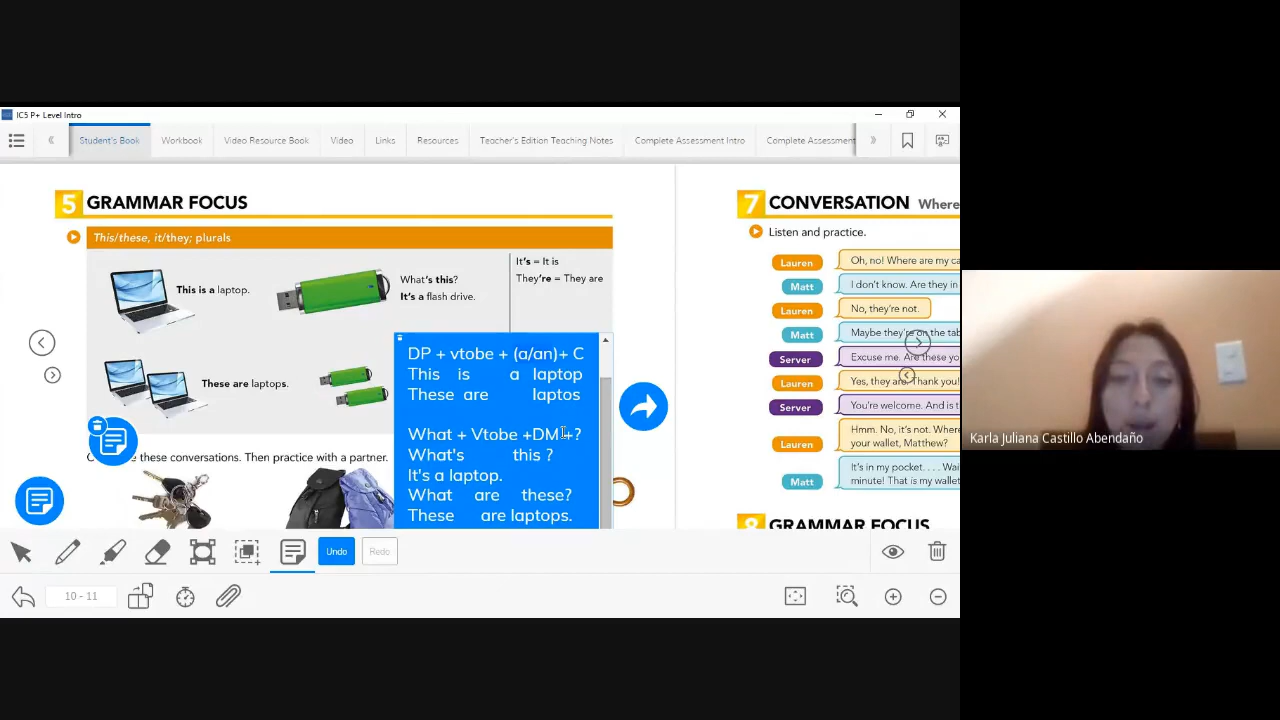 IC5 P+ Level Intro
Student's Book
Workbook
Video Resource Book
Video
Links
Resources
Teacher's Edition Teaching Notes
Complete Assessment Intro
Complete Assessment
5 GRAMMAR FOCUS
This/these, it/they; plurals
This is a laptop.
What's this?
It's a flash drive.
It's = It is
They're = They are
These are laptops.
DP + vtobe + (a/an)+ C
This is a laptop
These are laptos
What + Vtobe +DM+?
What's this ?
It's a laptop.
What are these?
These are laptops.
these conversations. Then practice with a partner.
7 CONVERSATION Where
Listen and practice.
Lauren Oh, no! Where are my ca
Matt I don't know. Are they in
Lauren No, they're not.
Matt Maybe they're on the tab
Server Excuse me. Are these yo
Lauren Yes, they are. Thank you!
Server You're welcome. And is t
Lauren Hmm. No, it's not. Where
your wallet, Matthew?
Matt It's in my pocket. . . . Wai
minute! That is my wallet
8 GRAMMAR FOCUS
Undo
Redo
10 - 11
Karla Juliana Castillo Abendaño